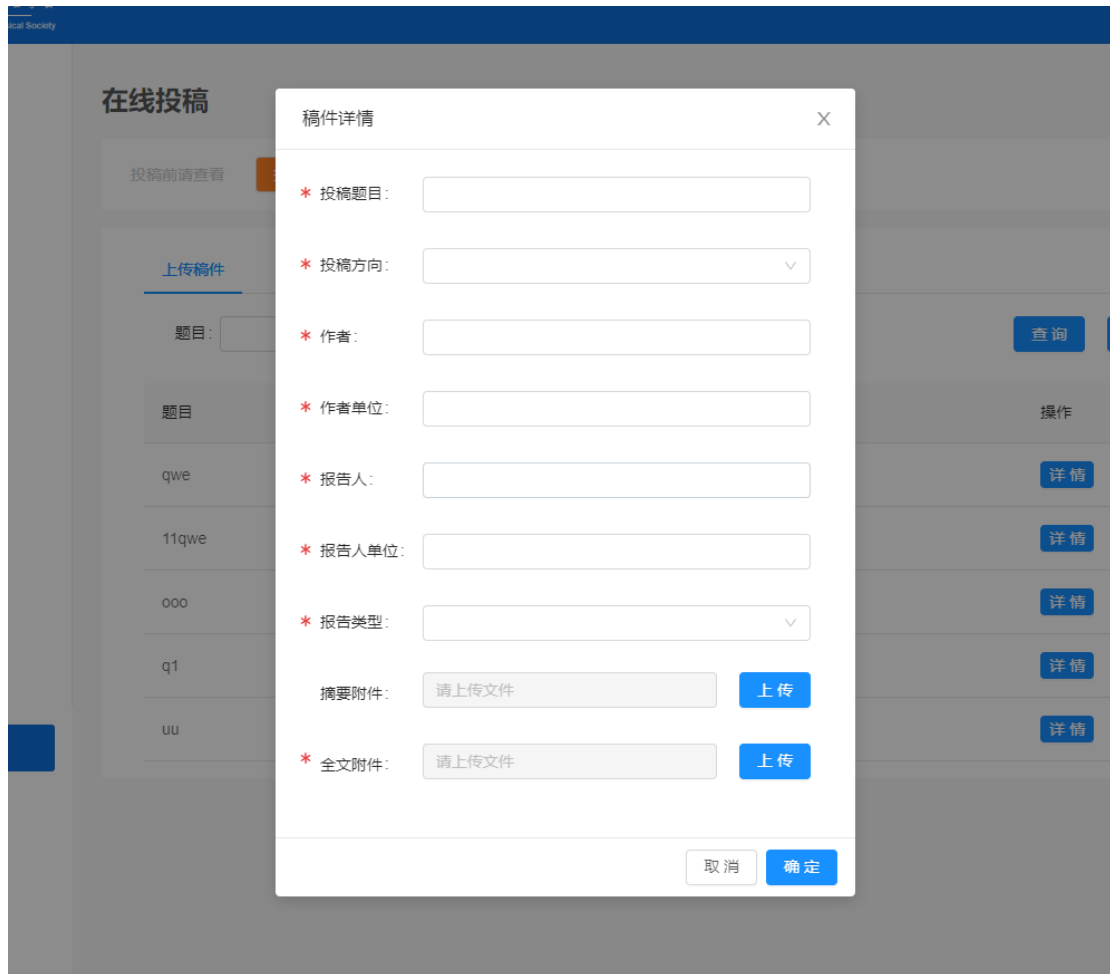 ical Society
在线投稿
稿件详情
X
投稿前请查看
* 投稿题目:
上传稿件
* 投稿方向:
题目:
* 作者:
查询
题目
* 作者单位:
操作
qwe
* 报告人:
详情
11qwe
* 报告人单位:
详情
ooo
* 报告类型:
详情
q1
摘要附件:
请上传文件
上传
详情
uu
* 全文附件:
请上传文件
上传
详情
取消
确定